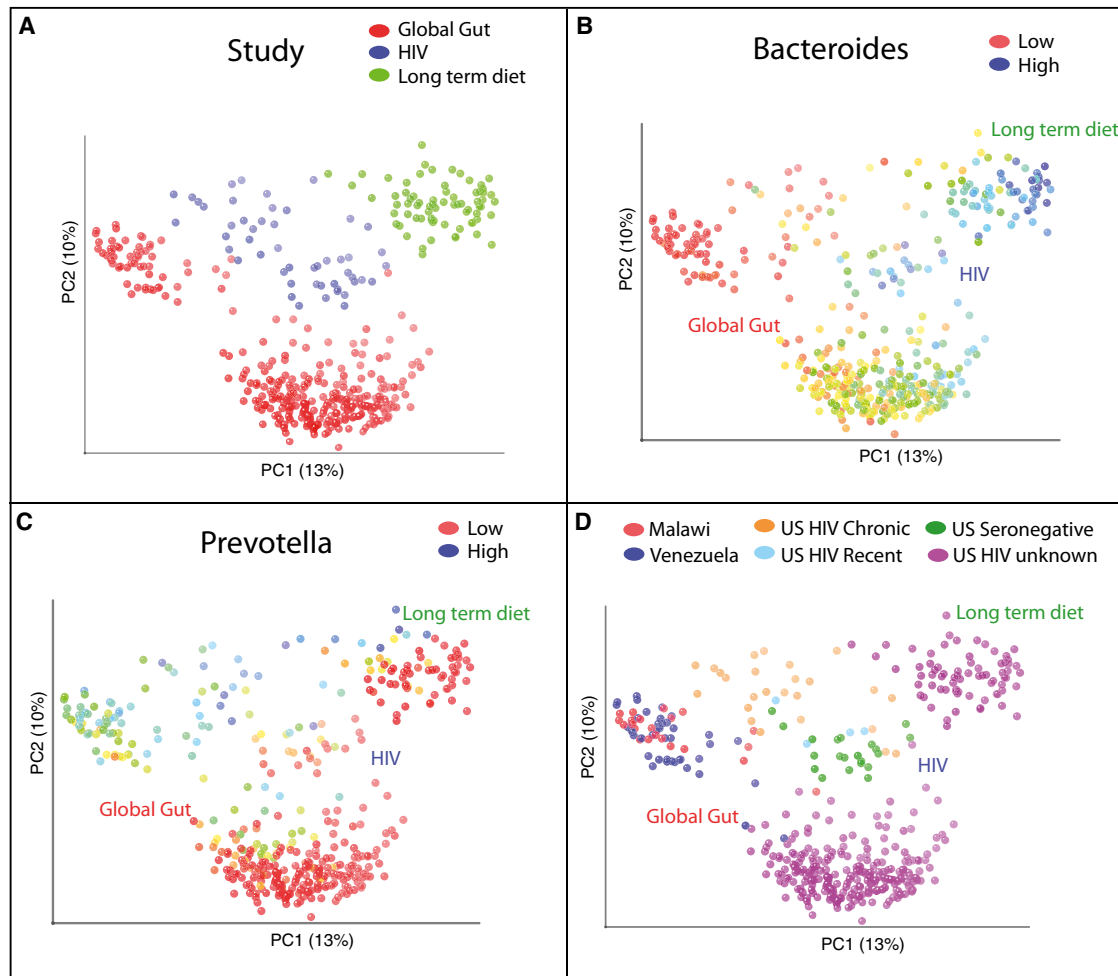 A
Study
Global Gut
HIV
Long term diet
PC2 (10%)
PC1 (13%)
B
Bacteroides
Low
High
Long term diet
HIV
Global Gut
PC2 (10%)
PC1 (13%)
C
Prevotella
Low
High
Long term diet
HIV
Global Gut
PC2 (10%)
PC1 (13%)
D
Malawi
US HIV Chronic
US Seronegative
Venezuela
US HIV Recent
US HIV unknown
Long term diet
HIV
Global Gut
PC2 (10%)
PC1 (13%)